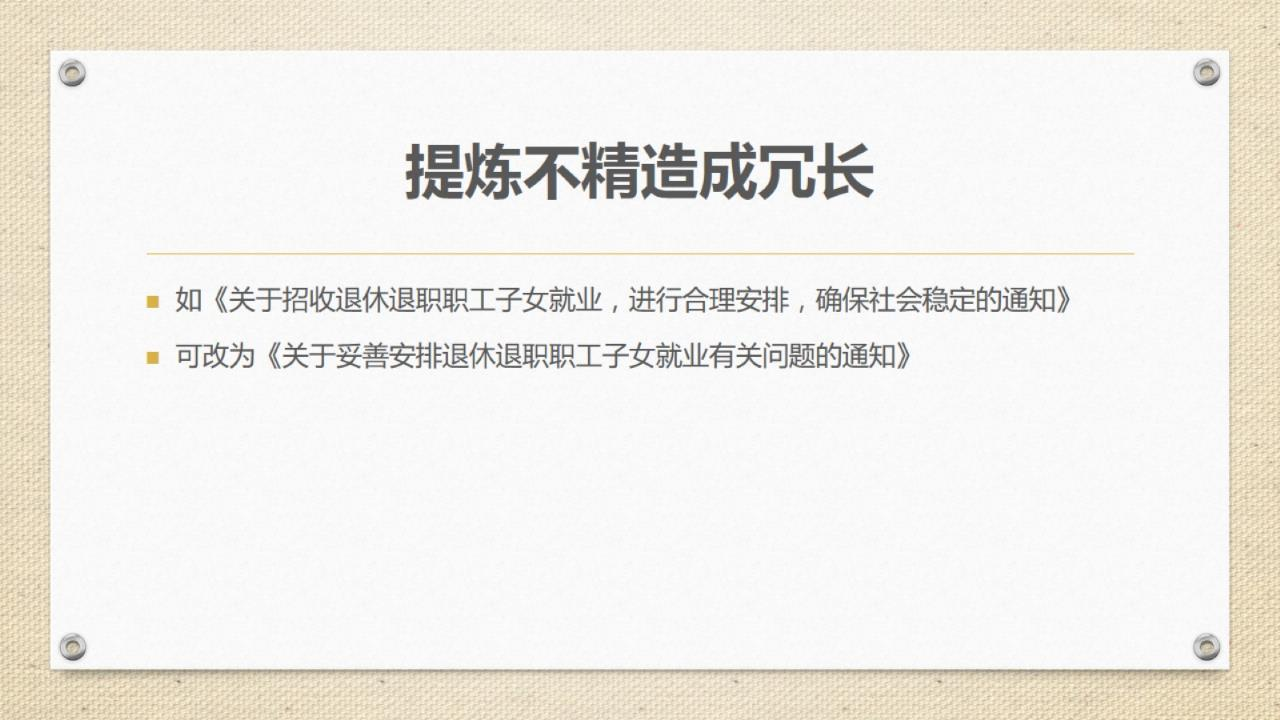 提炼不精造成冗长
如《关于招收退休退职职工子女就业，进行合理安排，确保社会稳定的通知》
可改为《关于妥善安排退休退职职工子女就业有关问题的通知》